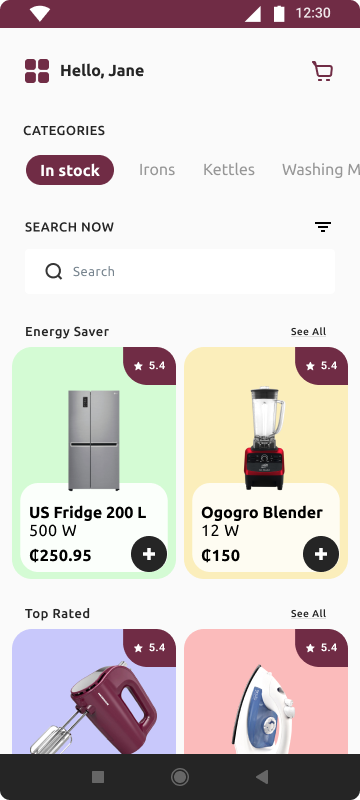 12:30
Hello, Jane
CATEGORIES
In stock Irons Kettles Washing M
SEARCH NOW
Search
Energy Saver See All
5.4 5.4
US Fridge 200 L Ogogro Blender
500 W 12 W
₵250.95 ₵150
Top Rated See All
5.4 5.4